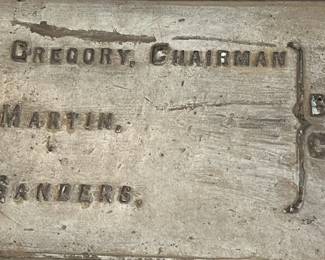 GREGORY, CHAIRMAN
MARTIN.
SANDERS.